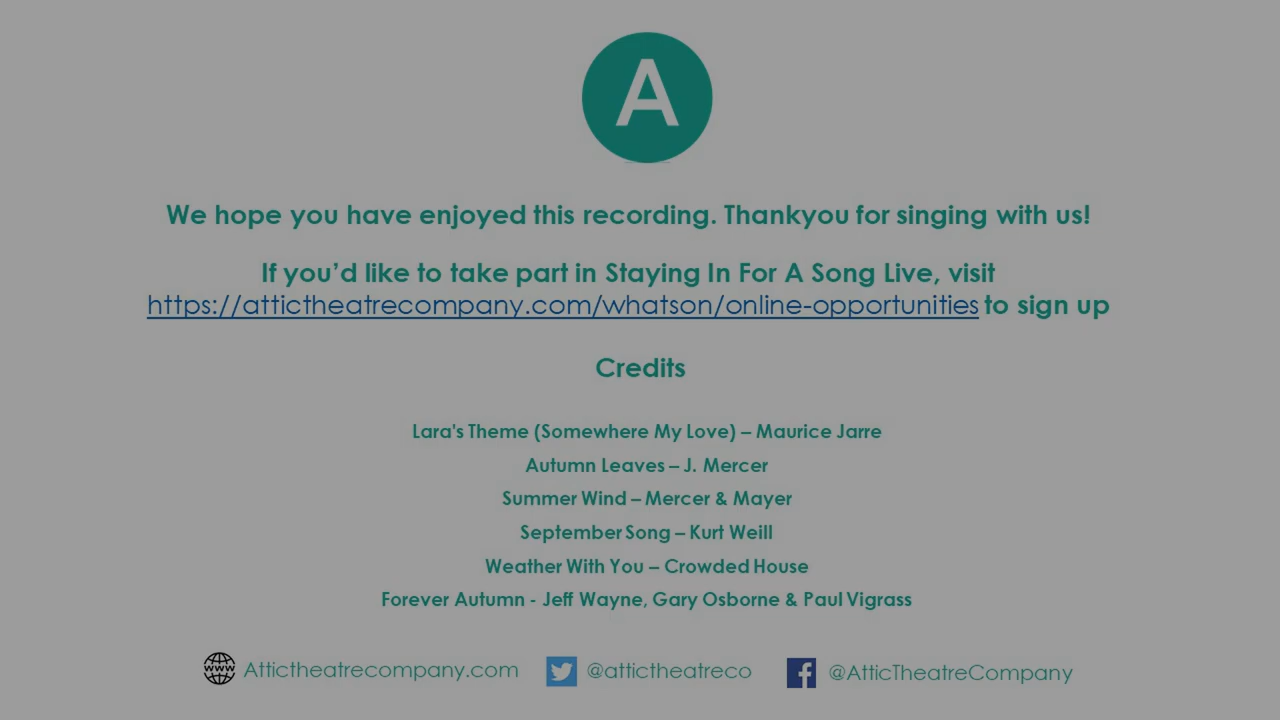 A
We hope you have enjoyed this recording. Thankyou for singing with us!
If you’d like to take part in Staying In For A Song Live, visit
https://attictheatrecompany.com/whatson/online-opportunities to sign up
Credits
Lara's Theme (Somewhere My Love) – Maurice Jarre
Autumn Leaves – J. Mercer
Summer Wind – Mercer & Mayer
September Song – Kurt Weill
Weather With You – Crowded House
Forever Autumn - Jeff Wayne, Gary Osborne & Paul Vigrass
www Attictheatrecompany.com @attictheatreco @AtticTheatreCompany